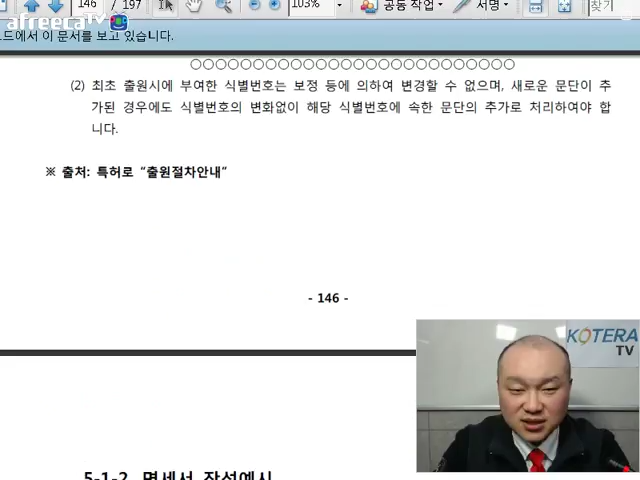 146 / 197 103% 공동 작업 서명 찾기
afreecaTV
드에서 이 문서를 보고 있습니다.
○○○○○○○○○○○○○○○○○○○○○○○○○○
(2) 최초 출원시에 부여한 식별번호는 보정 등에 의하여 변경할 수 없으며, 새로운 문단이 추
가된 경우에도 식별번호의 변화없이 해당 식별번호에 속한 문단의 추가로 처리하여야 합
니다.
※ 출처: 특허로 “출원절차안내”
- 146 -
KOTERA
TV
5-1-2 명세서 작성예시